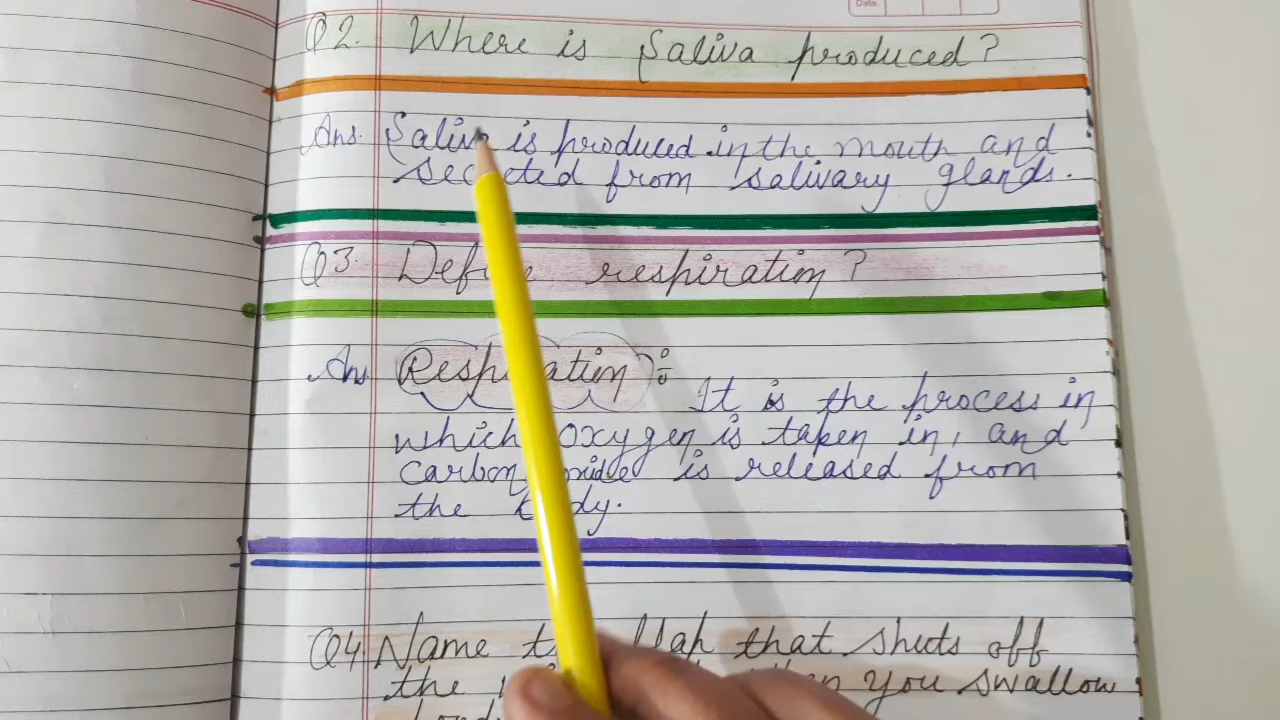 Date.
Q2. Where is Saliva produced?
Ans. Saliva is produced in the mouth and
secreted from salivary glands.
Q3. Define respiration?
Ans Respiration :
It is the process in
which oxygen is taken in, and
carbon is released from
the body.
Q4 Name flap that shuts off
the you swallow